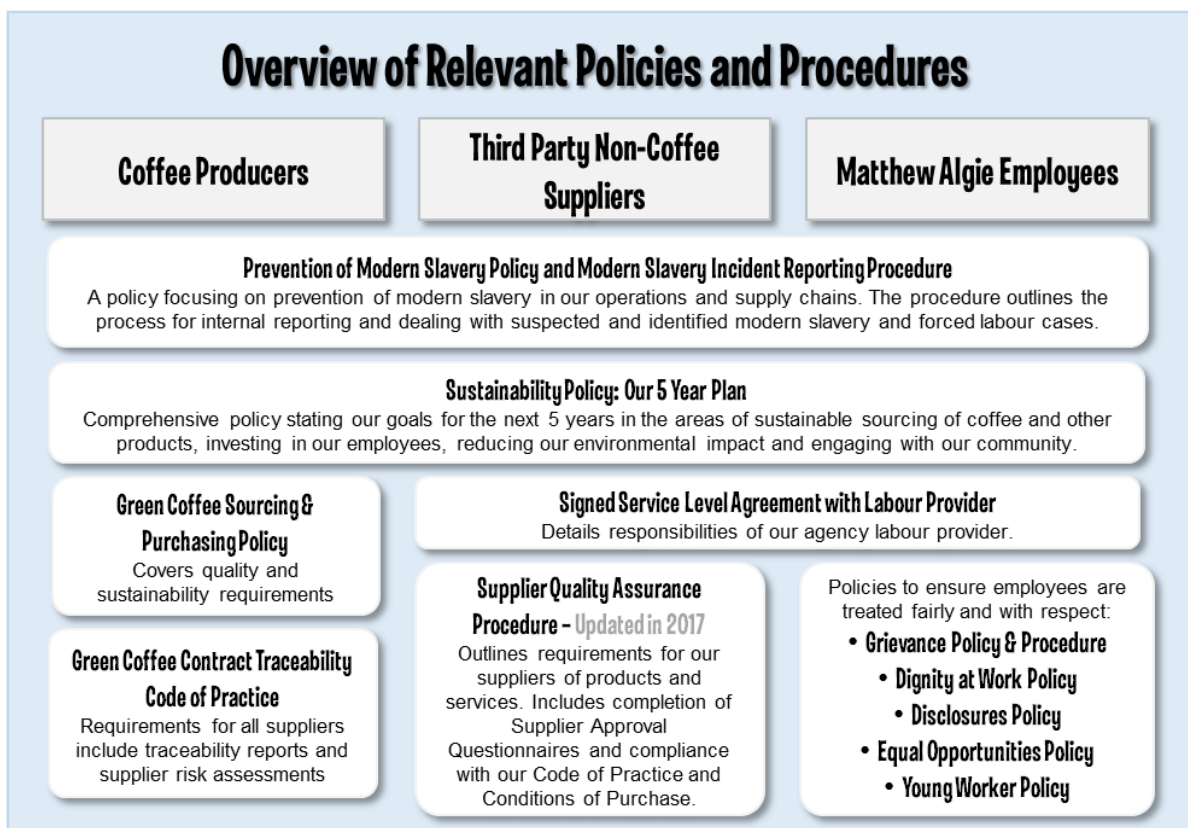 Overview of Relevant Policies and Procedures
Coffee Producers
Third Party Non-Coffee
Suppliers
Matthew Algie Employees
Prevention of Modern Slavery Policy and Modern Slavery Incident Reporting Procedure
A policy focusing on prevention of modern slavery in our operations and supply chains. The procedure outlines the
process for internal reporting and dealing with suspected and identified modern slavery and forced labour cases.
Sustainability Policy: Our 5 Year Plan
Comprehensive policy stating our goals for the next 5 years in the areas of sustainable sourcing of coffee and other
products, investing in our employees, reducing our environmental impact and engaging with our community.
Green Coffee Sourcing &
Purchasing Policy
Covers quality and
sustainability requirements
Green Coffee Contract Traceability
Code of Practice
Requirements for all suppliers
include traceability reports and
supplier risk assessments
Signed Service Level Agreement with Labour Provider
Details responsibilities of our agency labour provider.
Supplier Quality Assurance
Procedure – Updated in 2017
Outlines requirements for our
suppliers of products and
services. Includes completion of
Supplier Approval
Questionnaires and compliance
with our Code of Practice and
Conditions of Purchase.
Policies to ensure employees are
treated fairly and with respect:
• Grievance Policy & Procedure
• Dignity at Work Policy
• Disclosures Policy
• Equal Opportunities Policy
• Young Worker Policy